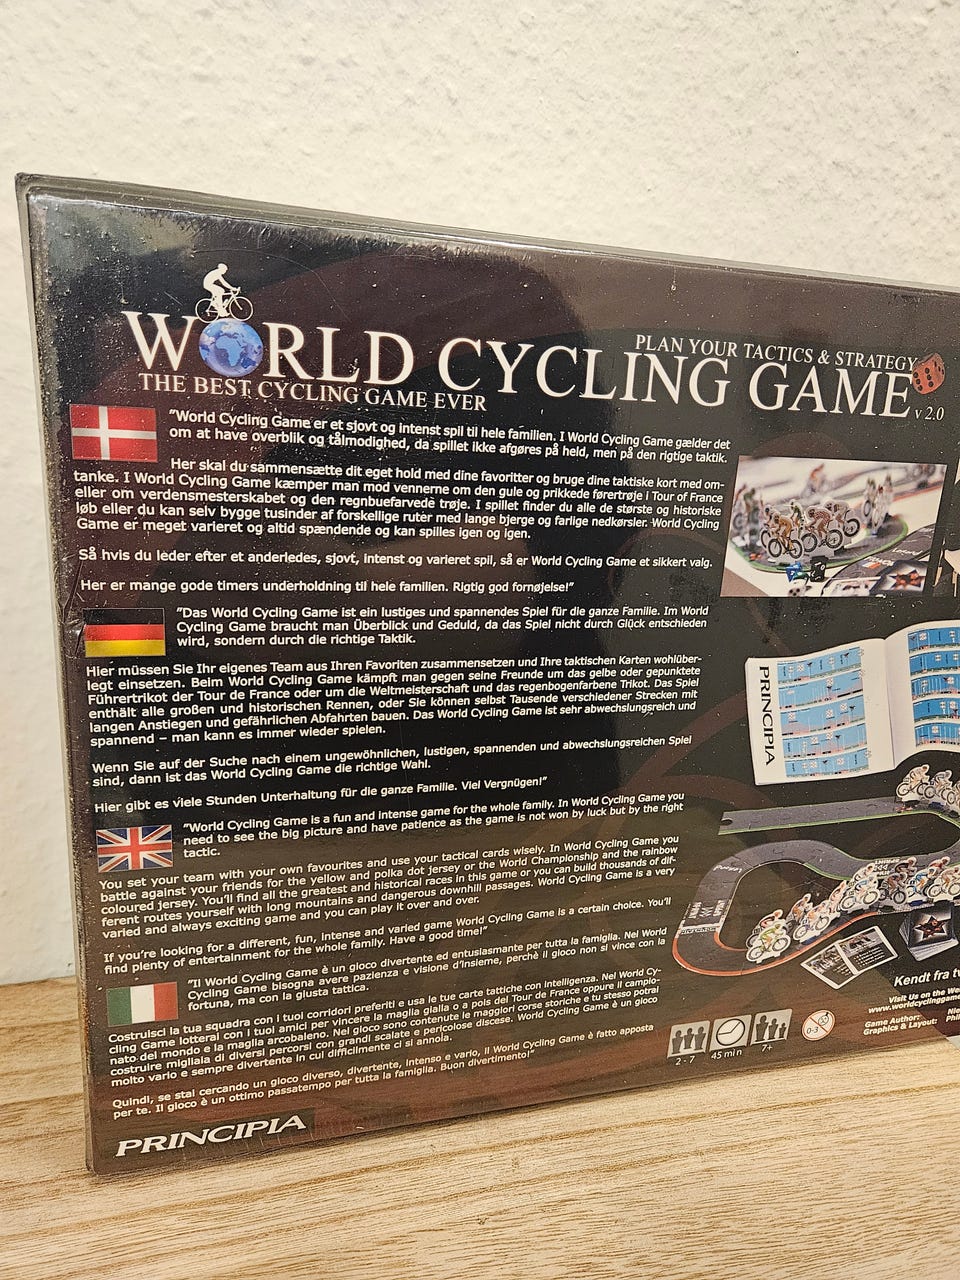 PLAN YOUR TACTICS & STRATEGY
WORLD CYCLING GAME
THE BEST CYCLING GAME EVER
v 2.0
"World Cycling Game er et sjovt og intenst spil til hele familien. I World Cycling Game gælder det
om at have overblik og tålmodighed, da spillet ikke afgøres på held, men på den rigtige taktik.
Her skal du sammensætte dit eget hold med dine favoritter og bruge dine taktiske kort med om-
tanke. I World Cycling Game kæmper man mod vennerne om den gule og prikkede førertrøje i Tour of France
eller om verdensmesterskabet og den regnbuefarvede trøje. I spillet finder du alle de største og historiske
løb eller du kan selv bygge tusinder af forskellige ruter med lange bjerge og farlige nedkørsler. World Cycling
Game er meget varieret og altid spændende og kan spilles igen og igen.
Så hvis du leder efter et anderledes, sjovt, intenst og varieret spil, så er World Cycling Game et sikkert valg.
Her er mange gode timers underholdning til hele familien. Rigtig god fornøjelse!"
"Das World Cycling Game ist ein lustiges und spannendes Spiel für die ganze Familie. Im World
Cycling Game braucht man Überblick und Geduld, da das Spiel nicht durch Glück entschieden
wird, sondern durch die richtige Taktik.
Hier müssen Sie Ihr eigenes Team aus Ihren Favoriten zusammensetzen und Ihre taktischen Karten wohlüber-
legt einsetzen. Beim World Cycling Game kämpft man gegen seine Freunde um das gelbe oder gepunktete
Führertrikot der Tour de France oder um die Weltmeisterschaft und das regenbogenfarbene Trikot. Das Spiel
enthält alle großen und historischen Rennen, oder Sie können selbst Tausende verschiedener Strecken mit
langen Anstiegen und gefährlichen Abfahrten bauen. Das World Cycling Game ist sehr abwechslungsreich und
spannend – man kann es immer wieder spielen.
Wenn Sie auf der Suche nach einem ungewöhnlichen, lustigen, spannenden und abwechslungsreichen Spiel
sind, dann ist das World Cycling Game die richtige Wahl.
Hier gibt es viele Stunden Unterhaltung für die ganze Familie. Viel Vergnügen!"
"World Cycling Game is a fun and intense game for the whole family. In World Cycling Game you
need to see the big picture and have patience as the game is not won by luck but by the right
tactic.
You set your team with your own favourites and use your tactical cards wisely. In World Cycling Game you
battle against your friends for the yellow and polka dot jersey or the World Championship and the rainbow
coloured jersey. You'll find all the greatest and historical races in this game or you can build thousands of dif-
ferent routes yourself with long mountains and dangerous downhill passages. World Cycling Game is a very
varied and always exciting game and you can play it over and over.
If you're looking for a different, fun, intense and varied game World Cycling Game is a certain choice. You'll
find plenty of entertainment for the whole family. Have a good time!"
"Il World Cycling Game è un gioco divertente ed entusiasmante per tutta la famiglia. Nel World
Cycling Game bisogna avere pazienza e visione d'insieme, perchè il gioco non si vince con la
fortuna, ma con la giusta tattica.
Costruisci la tua squadra con i tuoi corridori preferiti e usa le tue carte tattiche con intelligenza. Nel World Cy-
cling Game lotterai con i tuoi amici per vincere la maglia gialla o a pois del Tour de France oppure il campio-
nato del mondo e la maglia arcobaleno. Nel gioco sono contenute le maggiori corse storiche e tu stesso potrai
costruire migliaia di diversi percorsi con grandi scalate e pericolose discese. World Cycling Game è un gioco
molto vario e sempre divertente in cui difficilmente ci si annoia.
Quindi, se stai cercando un gioco diverso, divertente, intenso e vario, il World Cycling Game è fatto apposta
per te. Il gioco è un ottimo passatempo per tutta la famiglia. Buon divertimento!"
PRINCIPIA
PRINCIPIA
Kendt fra
Visit Us on the
www.worldcyclinggam
Game Author:
Graphics & Layout:
2 - 7
45 min
7+
0-3